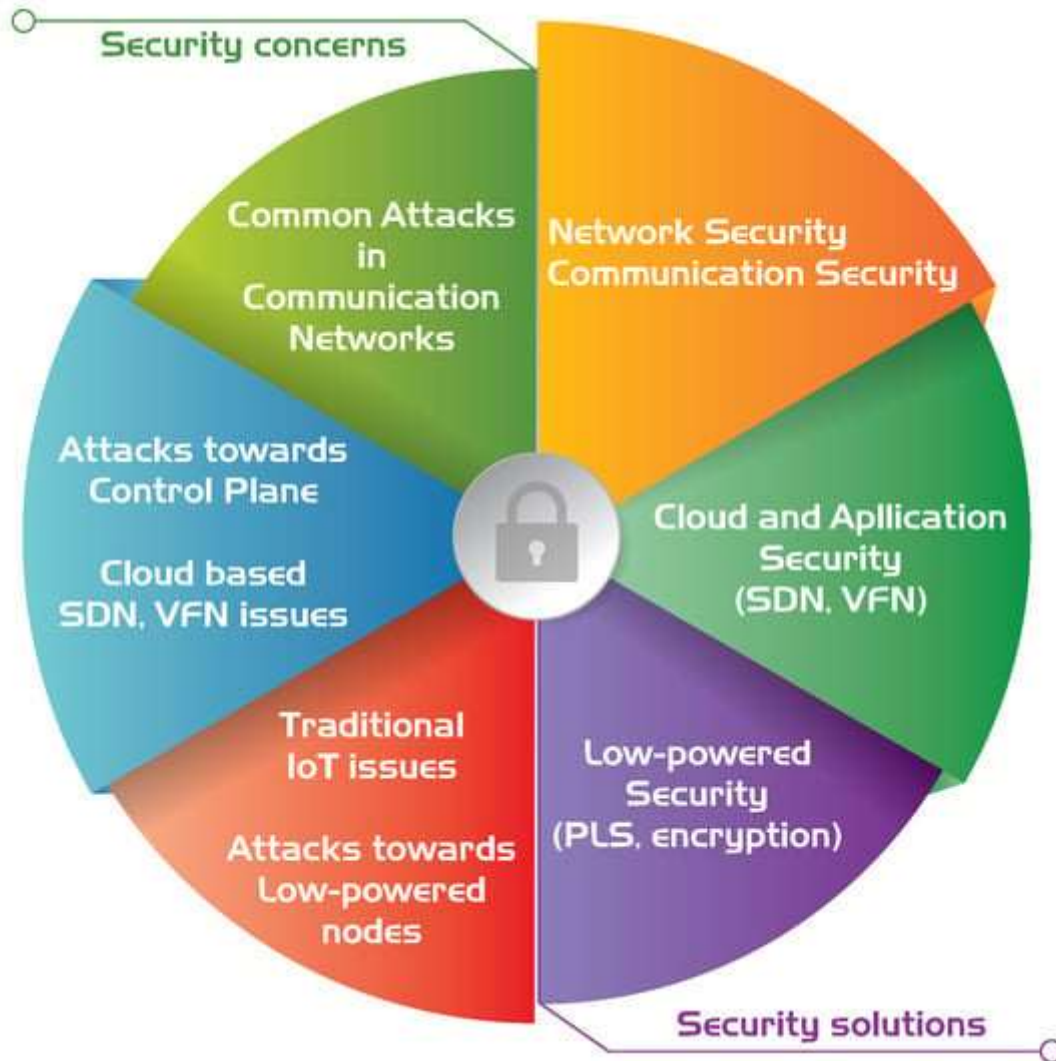 Security concerns
Common Attacks
in
Communication
Networks
Network Security
Communication Security
Attacks towards
Control Plane
Cloud based
SDN, VFN issues
Cloud and Apllication
Security
(SDN, VFN)
Traditional
IoT issues
Attacks towards
Low-powered
nodes
Low-powered
Security
(PLS, encryption)
Security solutions